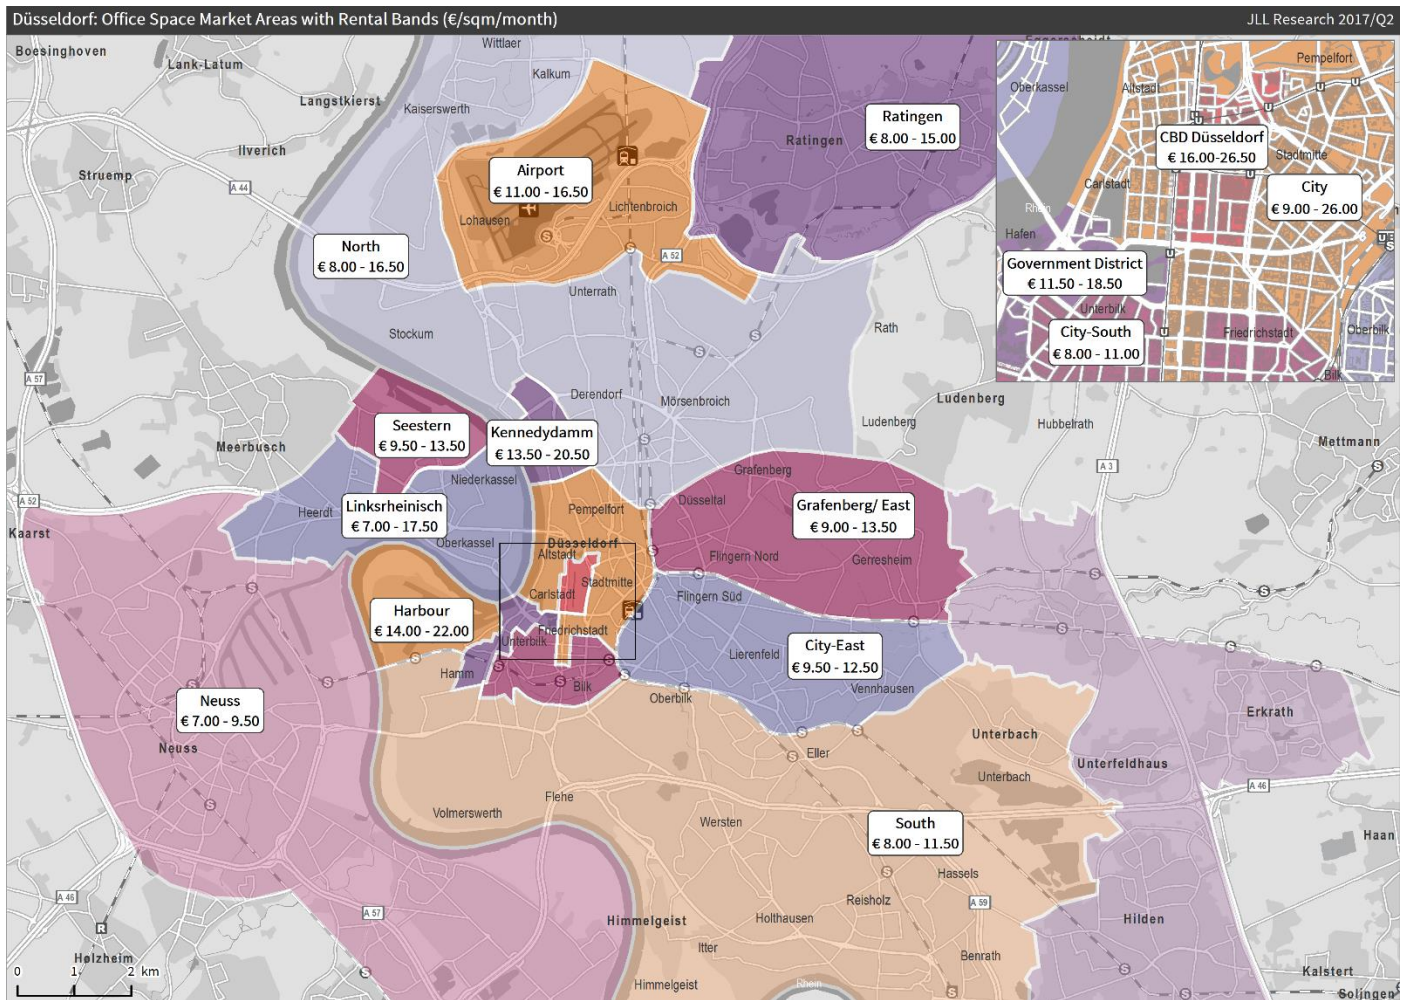 Düsseldorf: Office Space Market Areas with Rental Bands (€/sqm/month)
JLL Research 2017/Q2
Boesinghoven
Lank-Latum
Langstkierst
Ilverich
Struemp
A 44
Wittlaer
Kalkum
Kaiserswerth
Airport
€ 11.00 - 16.50
Lohausen
Lichtenbroich
S
S
A 52
Ratingen
Ratingen
€ 8.00 - 15.00
North
€ 8.00 - 16.50
Unterrath
Stockum
Rath
S
S
Oberkassel
Altstadt
Pempelfort
U
U
U
U
U
CBD Düsseldorf
€ 16.00-26.50
Stadtmitte
U
U
Carlstadt
City
€ 9.00 - 26.00
Rhein
Hafen
U
S
U
Government District
€ 11.50 - 18.50
Unterbilk
City-South
€ 8.00 - 11.00
U
Friedrichstadt
Oberbilk
Bilk
A 57
Derendorf
Mörsenbroich
Ludenberg
Ludenberg
Hubbelrath
Mettmann
S
A 3
Meerbusch
Seestern
€ 9.50 - 13.50
Kennedydamm
€ 13.50 - 20.50
S
Niederkassel
Grafenberg
A 52
Kaarst
Heerdt
Linksrheinisch
€ 7.00 - 17.50
Oberkassel
Pempelfort
Düsseldorf
Altstadt
Stadtmitte
Carlstadt
S
Düsseltal
S
Grafenberg/ East
€ 9.00 - 13.50
Flingern Nord
Gerresheim
S
Flingern Süd
S
S
S
S
S
S
Harbour
€ 14.00 - 22.00
Friedrichstadt
Unterbilk
S
S
S
Hamm
S
Bilk
S
S
Oberbilk
City-East
€ 9.50 - 12.50
Lierenfeld
Vennhausen
S
S
S
S
Neuss
€ 7.00 - 9.50
Neuss
S
S
S
S
Erkrath
Unterbach
Unterbach
Unterfeldhaus
Eller
S
A 46
Volmerswerth
Flehe
Wersten
South
€ 8.00 - 11.50
Haan
S
Hassels
Reisholz
A 59
A 46
A 57
R
Holzheim
Himmelgeist
Holthausen
Itter
Benrath
Himmelgeist
Rhein
S
S
S
S
Hilden
Kalstert
Solingen
0 1 2 km